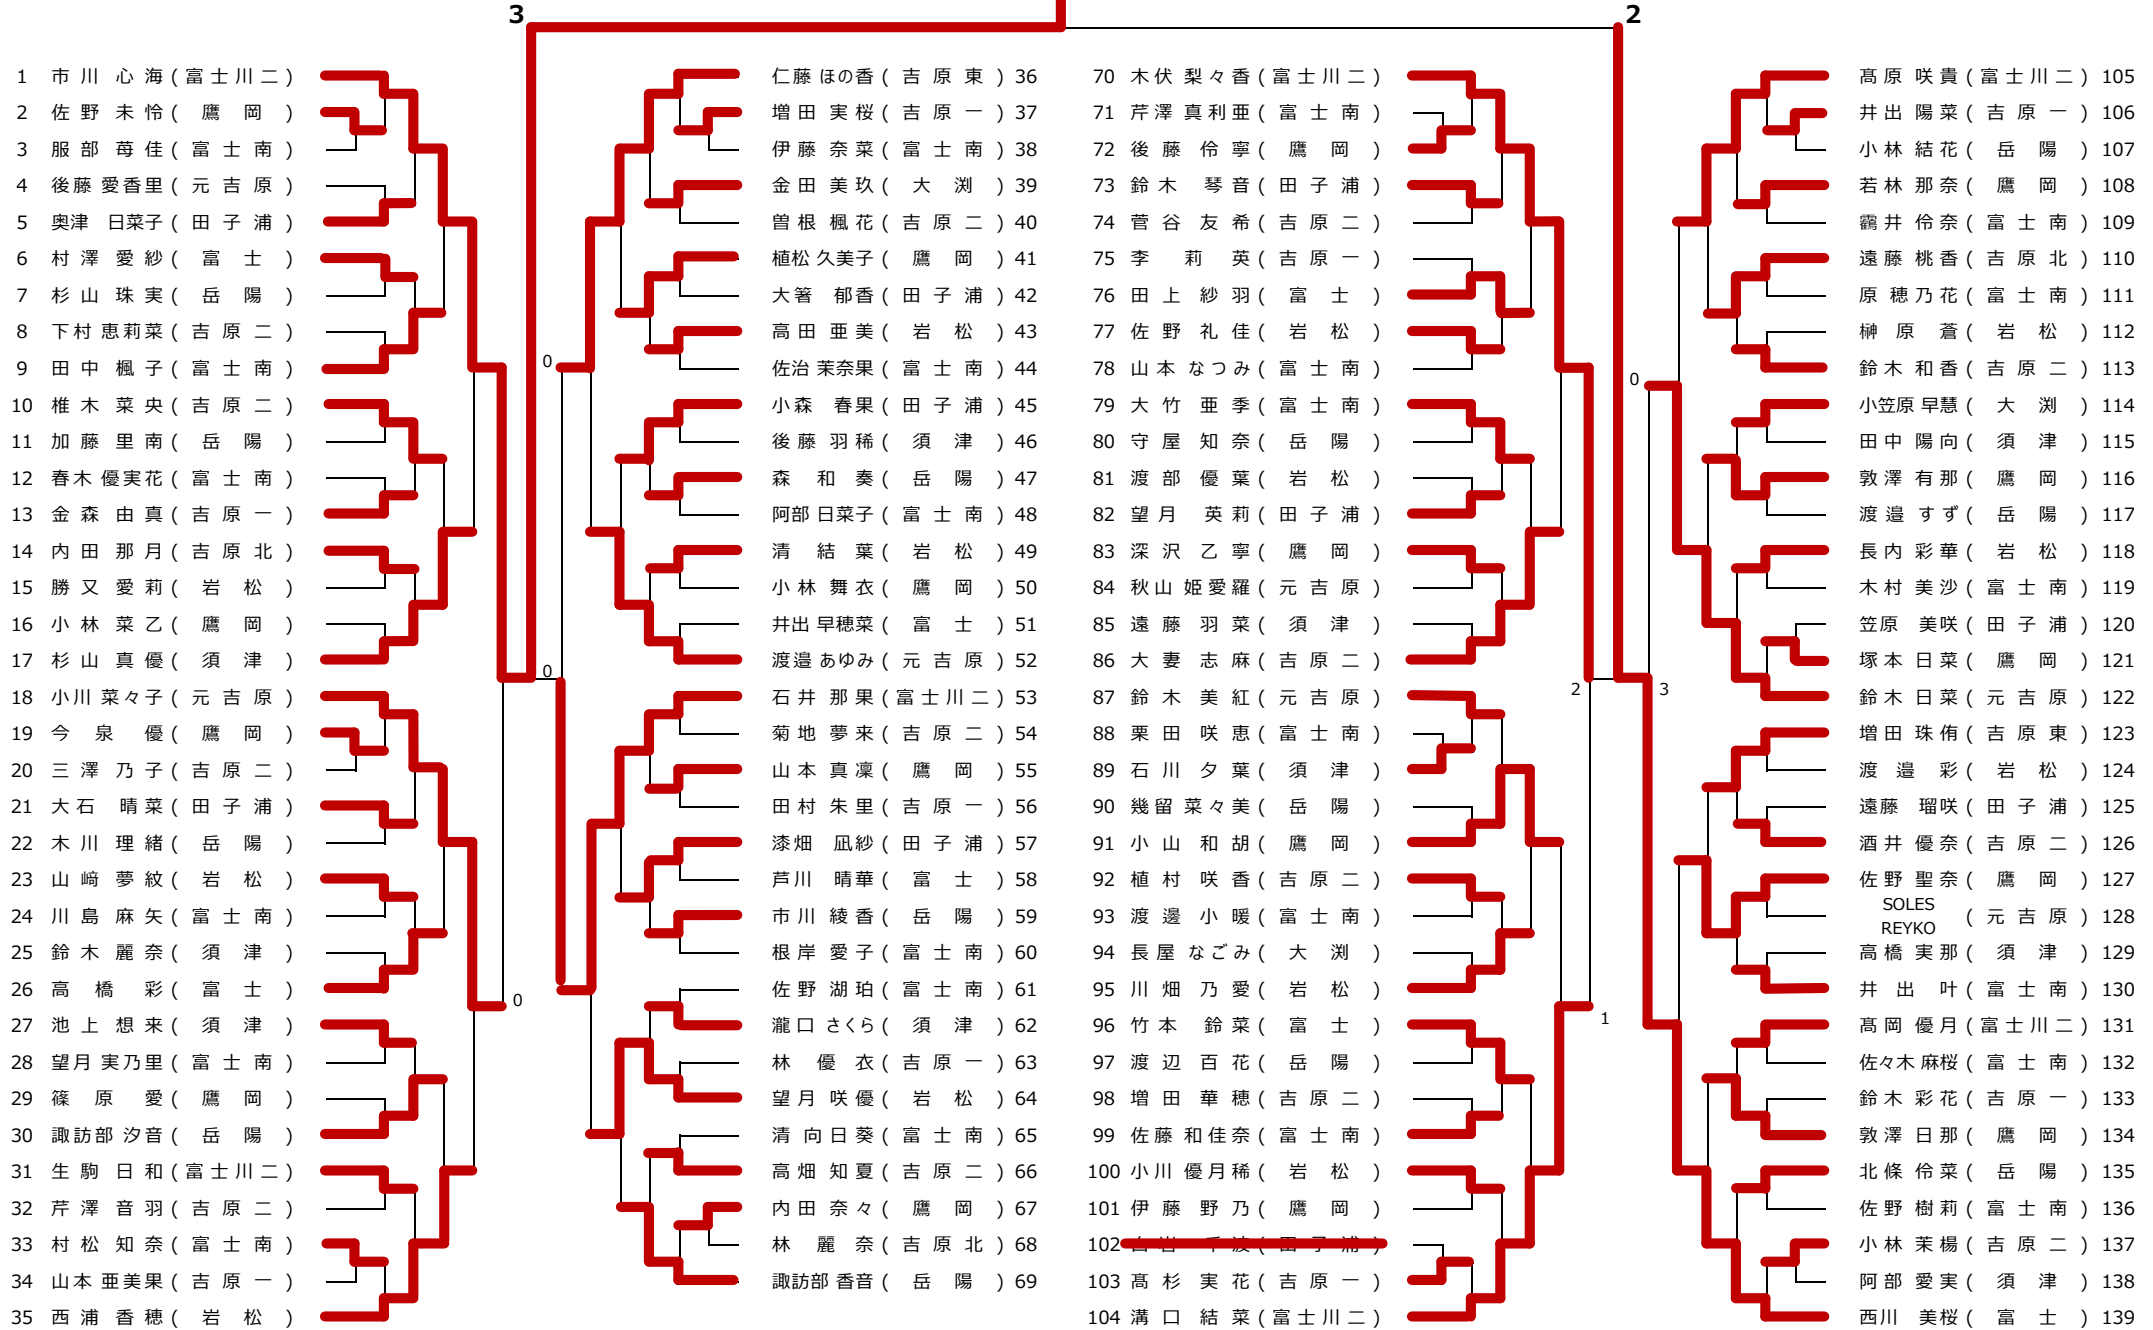 3
2
1 市川 心海 (富士川二)
2 佐野 未怜 (鷹岡)
3 服部 苺佳 (富士南)
4 後藤 愛香里 (元吉原)
5 奥津 日菜子 (田子浦)
6 村澤 愛紗 (富士)
7 杉山 珠実 (岳陽)
8 下村 恵莉菜 (吉原二)
9 田中 楓子 (富士南)
10 椎木 菜央 (吉原二)
11 加藤 里南 (岳陽)
12 春木 優実花 (富士南)
13 金森 由真 (吉原一)
14 内田 那月 (吉原北)
15 勝又 愛莉 (岩松)
16 小林 菜乙 (鷹岡)
17 杉山 真優 (須津)
18 小川 菜々子 (元吉原)
19 今泉 優 (鷹岡)
20 三澤 乃子 (吉原二)
21 大石 晴菜 (田子浦)
22 木川 理緒 (岳陽)
23 山﨑 夢紋 (岩松)
24 川島 麻矢 (富士南)
25 鈴木 麗奈 (須津)
26 高橋 彩 (富士)
27 池上 想来 (須津)
28 望月 実乃里 (富士南)
29 篠原 愛 (鷹岡)
30 諏訪部 汐音 (岳陽)
31 生駒 日和 (富士川二)
32 芹澤 音羽 (吉原二)
33 村松 知奈 (富士南)
34 山本 亜美果 (吉原一)
35 西浦 香穂 (岩松)
0
0
0
仁藤 ほの香 (吉原東) 36
増田 実桜 (吉原一) 37
伊藤 奈菜 (富士南) 38
金田 美玖 (大渕) 39
曽根 楓花 (吉原二) 40
植松 久美子 (鷹岡) 41
大箸 郁香 (田子浦) 42
高田 亜美 (岩松) 43
佐治 茉奈果 (富士南) 44
小森 春果 (田子浦) 45
後藤 羽稀 (須津) 46
森 和奏 (岳陽) 47
阿部 日菜子 (富士南) 48
清 結葉 (岩松) 49
小林 舞衣 (鷹岡) 50
井出 早穂菜 (富士) 51
渡邉 あゆみ (元吉原) 52
石井 那果 (富士川二) 53
菊地 夢来 (吉原二) 54
山本 真凜 (鷹岡) 55
田村 朱里 (吉原一) 56
漆畑 凪紗 (田子浦) 57
芦川 晴華 (富士) 58
市川 綾香 (岳陽) 59
根岸 愛子 (富士南) 60
佐野 湖珀 (富士南) 61
瀧口 さくら (須津) 62
林 優衣 (吉原一) 63
望月 咲優 (岩松) 64
清 向日葵 (富士南) 65
高畑 知夏 (吉原二) 66
内田 奈々 (鷹岡) 67
林 麗奈 (吉原北) 68
諏訪部 香音 (岳陽) 69
70 木伏 梨々香 (富士川二)
71 芹澤 真利亜 (富士南)
72 後藤 伶寧 (鷹岡)
73 鈴木 琴音 (田子浦)
74 菅谷 友希 (吉原二)
75 李 莉英 (吉原一)
76 田上 紗羽 (富士)
77 佐野 礼佳 (岩松)
78 山本 なつみ (富士南)
79 大竹 亜季 (富士南)
80 守屋 知奈 (岳陽)
81 渡部 優葉 (岩松)
82 望月 英莉 (田子浦)
83 深沢 乙寧 (鷹岡)
84 秋山 姫愛羅 (元吉原)
85 遠藤 羽菜 (須津)
86 大妻 志麻 (吉原二)
87 鈴木 美紅 (元吉原)
88 栗田 咲恵 (富士南)
89 石川 夕葉 (須津)
90 幾留 菜々美 (岳陽)
91 小山 和胡 (鷹岡)
92 植村 咲香 (吉原二)
93 渡邊 小暖 (富士南)
94 長屋 なごみ (大渕)
95 川畑 乃愛 (岩松)
96 竹本 鈴菜 (富士)
97 渡辺 百花 (岳陽)
98 増田 華穂 (吉原二)
99 佐藤 和佳奈 (富士南)
100 小川 優月稀 (岩松)
101 伊藤 野乃 (鷹岡)
102
103 髙杉 実花 (吉原一)
104 溝口 結菜 (富士川二)
2
1
0
3
髙原 咲貴 (富士川二) 105
井出 陽菜 (吉原一) 106
小林 結花 (岳陽) 107
若林 那奈 (鷹岡) 108
靏井 伶奈 (富士南) 109
遠藤 桃香 (吉原北) 110
原 穂乃花 (富士南) 111
榊原 蒼 (岩松) 112
鈴木 和香 (吉原二) 113
小笠原 早慧 (大渕) 114
田中 陽向 (須津) 115
敦澤 有那 (鷹岡) 116
渡邉 すず (岳陽) 117
長内 彩華 (岩松) 118
木村 美沙 (富士南) 119
笠原 美咲 (田子浦) 120
塚本 日菜 (鷹岡) 121
鈴木 日菜 (元吉原) 122
増田 珠侑 (吉原東) 123
渡邉 彩 (岩松) 124
遠藤 瑠咲 (田子浦) 125
酒井 優奈 (吉原二) 126
佐野 聖奈 (鷹岡) 127
SOLES
REYKO (元吉原) 128
高橋 実那 (須津) 129
井出 叶 (富士南) 130
髙岡 優月 (富士川二) 131
佐々木 麻桜 (富士南) 132
鈴木 彩花 (吉原一) 133
敦澤 日那 (鷹岡) 134
北條 伶菜 (岳陽) 135
佐野 樹莉 (富士南) 136
小林 茉楊 (吉原二) 137
阿部 愛実 (須津) 138
西川 美桜 (富士) 139